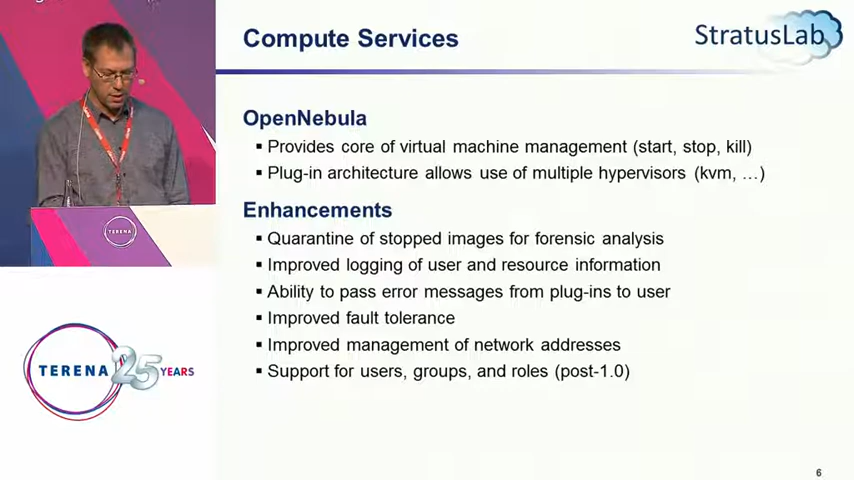 Compute Services
StratusLab
OpenNebula
▪ Provides core of virtual machine management (start, stop, kill)
▪ Plug-in architecture allows use of multiple hypervisors (kvm, …)
Enhancements
▪ Quarantine of stopped images for forensic analysis
▪ Improved logging of user and resource information
▪ Ability to pass error messages from plug-ins to user
▪ Improved fault tolerance
▪ Improved management of network addresses
▪ Support for users, groups, and roles (post-1.0)
TERENA
TERENA 25 YEARS
6